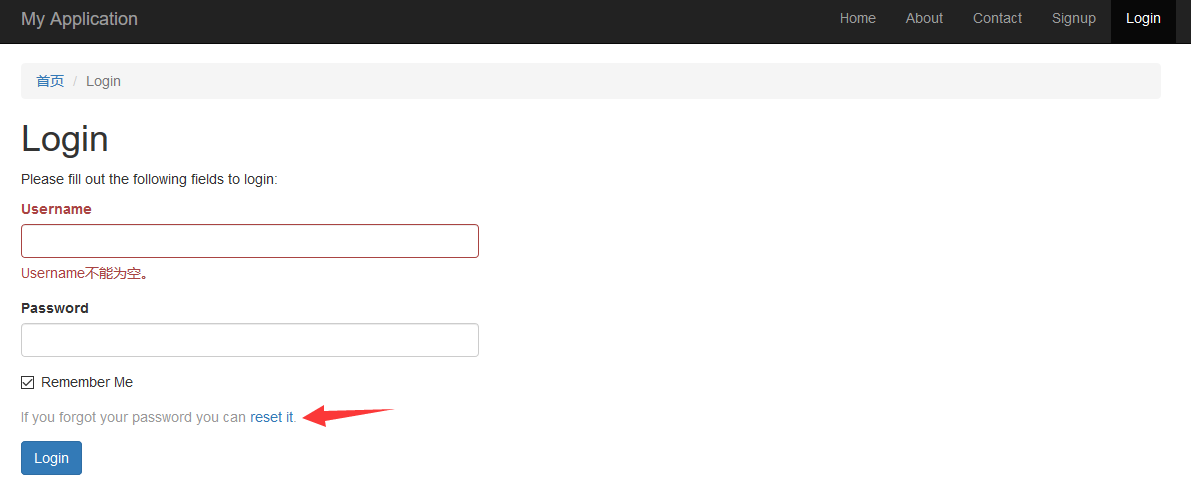 My Application Home About Contact Signup Login
首页 / Login
Login
Please fill out the following fields to login:
Username
Username不能为空。
Password
Remember Me
If you forgot your password you can reset it.
Login